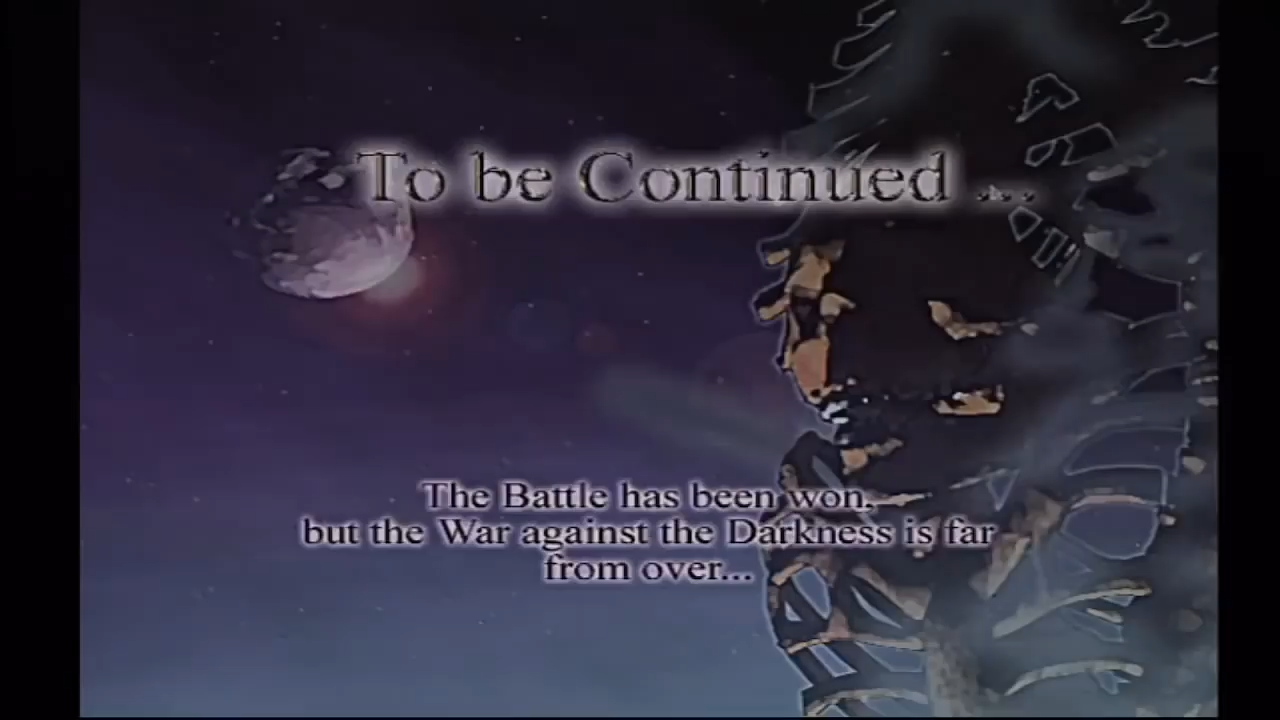 To be Continued ...
The Battle has been won,
but the War against the Darkness is far
from over...